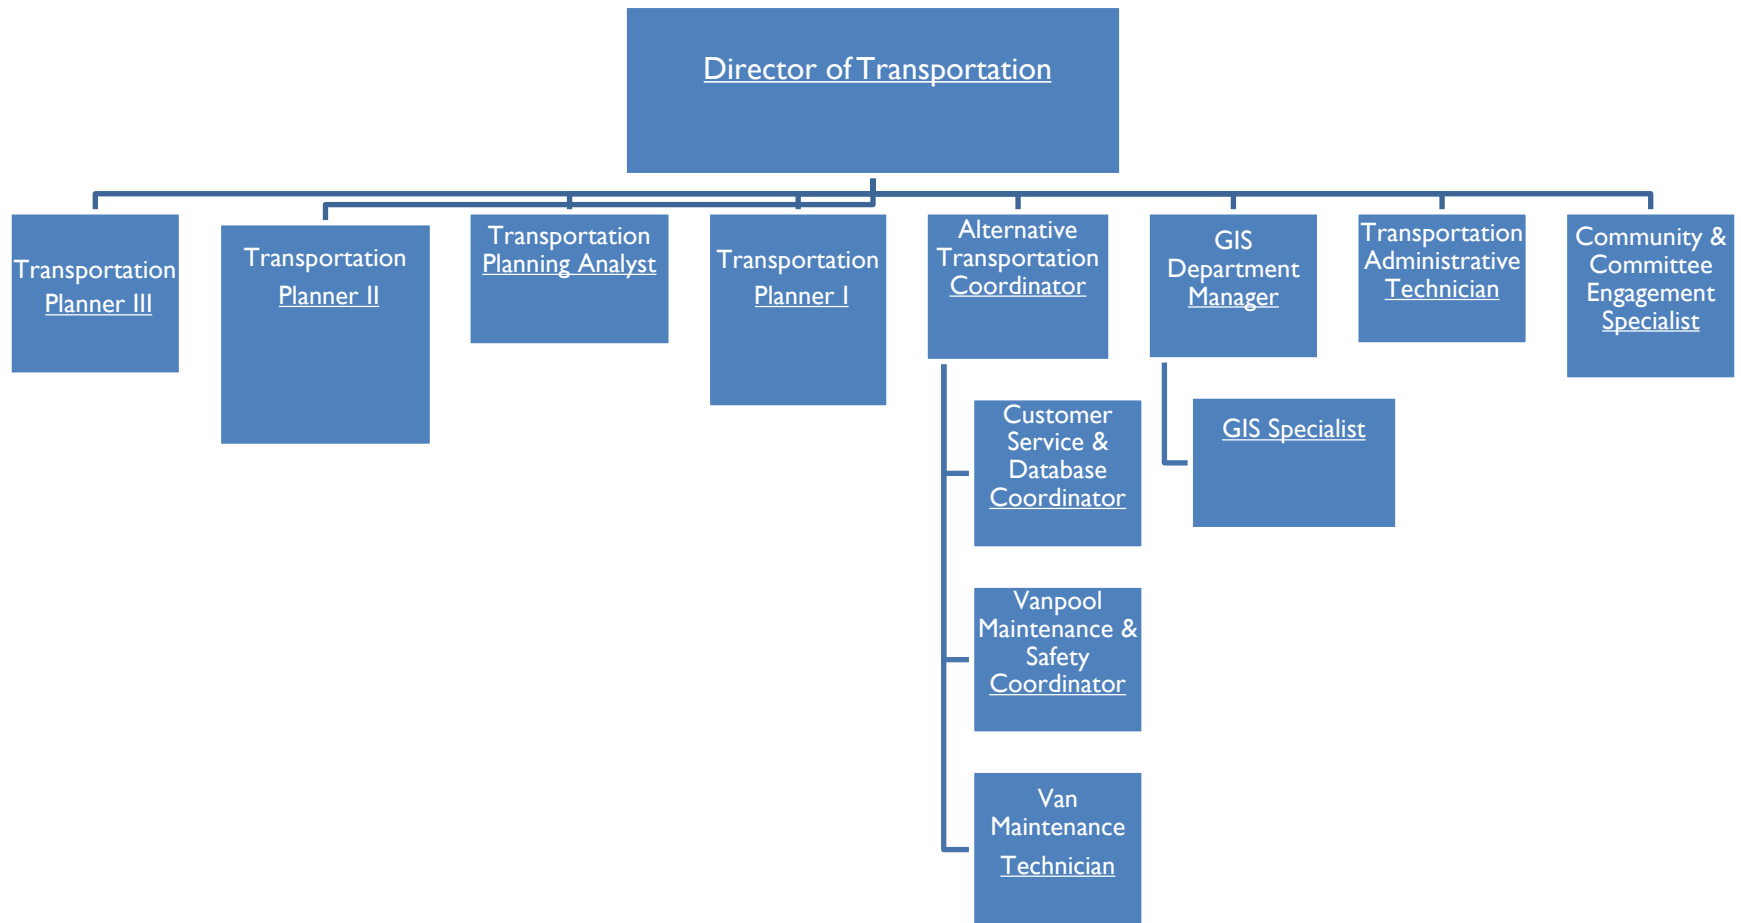 Director of Transportation
Transportation
Planner III
Transportation
Planner II
Transportation
Planning Analyst
Transportation
Planner I
Alternative
Transportation
Coordinator
GIS
Department
Manager
Transportation
Administrative
Technician
Community &
Committee
Engagement
Specialist
Customer
Service &
Database
Coordinator
GIS Specialist
Vanpool
Maintenance &
Safety
Coordinator
Van
Maintenance
Technician